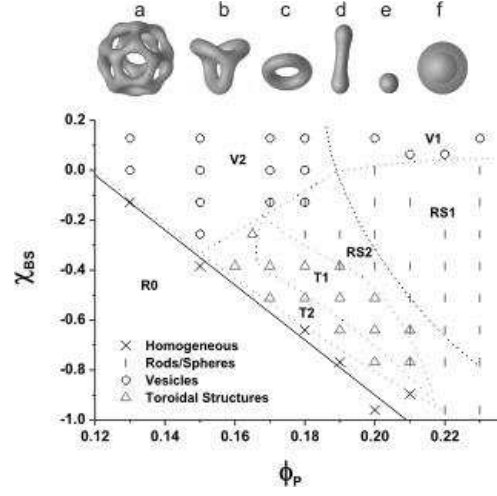 a b c d e f
0.2
V1
V2
0.0
RS1
-0.2
RS2
χBS
-0.4
T1
R0
T2
-0.6
Homogeneous
Rods/Spheres
-0.8
Vesicles
Toroidal Structures
-1.0
0.12 0.14 0.16 0.18 0.20 0.22
ϕP